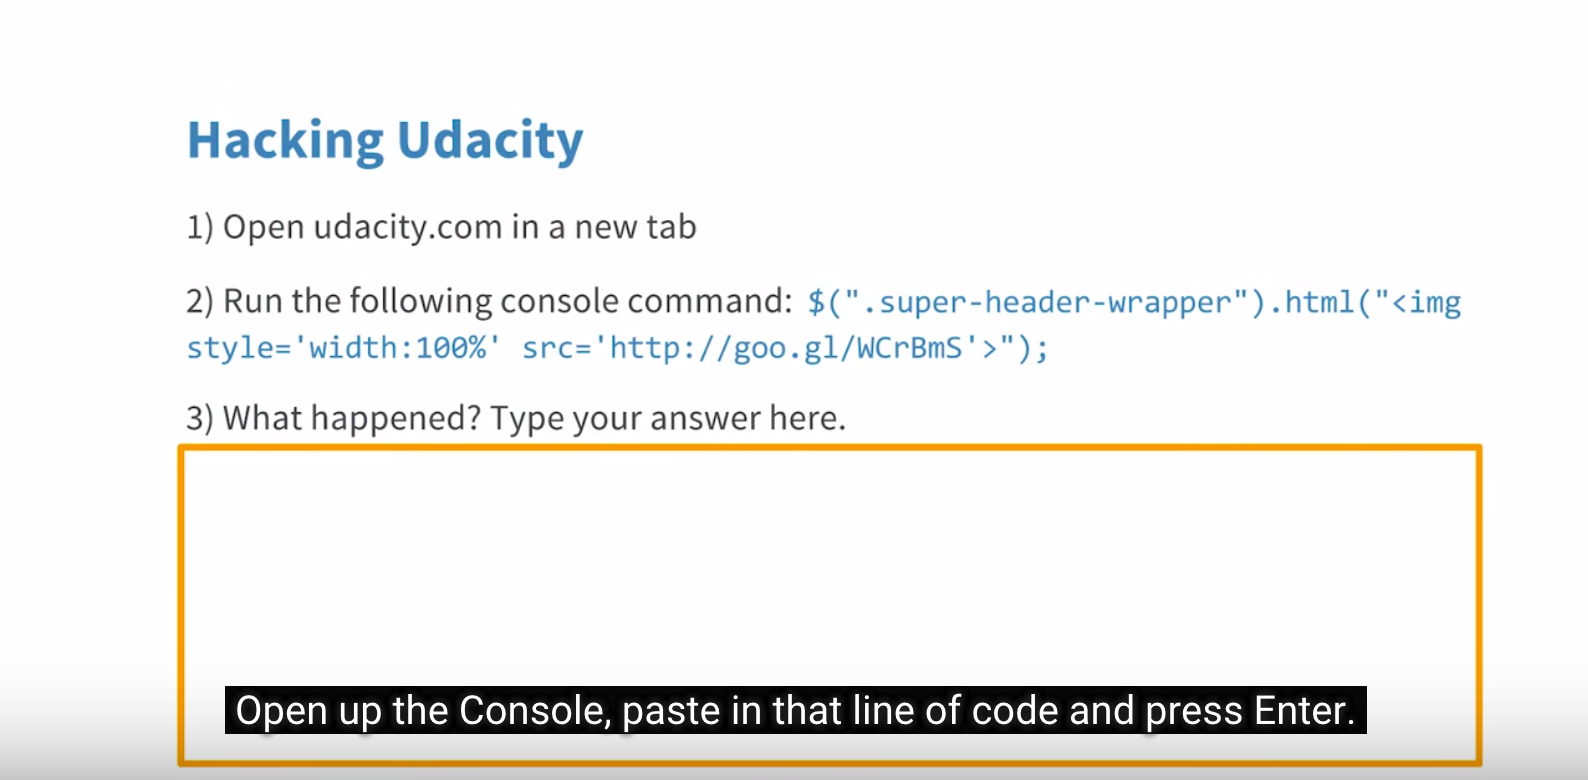 Hacking Udacity
1) Open udacity.com in a new tab
2) Run the following console command: $(".super-header-wrapper").html("<img
style='width:100%' src='http://goo.gl/WCrBmS'>");
3) What happened? Type your answer here.
Open up the Console, paste in that line of code and press Enter.